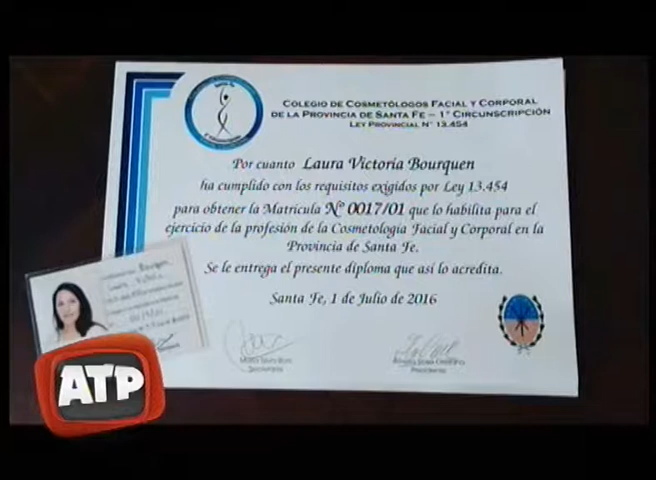 COLEGIO DE COSMETÓLOGOS FACIAL Y CORPORAL
DE LA PROVINCIA DE SANTA FE – 1° CIRCUNSCRIPCIÓN
LEY PROVINCIAL N° 13.454
Por cuanto Laura Victoria Bourquen
ha cumplido con los requisitos exigidos por Ley 13.454
para obtener la Matrícula N° 0017/01 que lo habilita para el
ejercicio de la profesión de la Cosmetología Facial y Corporal en la
Provincia de Santa Fe.
Se le entrega el presente diploma que así lo acredita.
Santa Fe, 1 de Julio de 2016
Secretaria
Presidente
Bourquen,
ATP